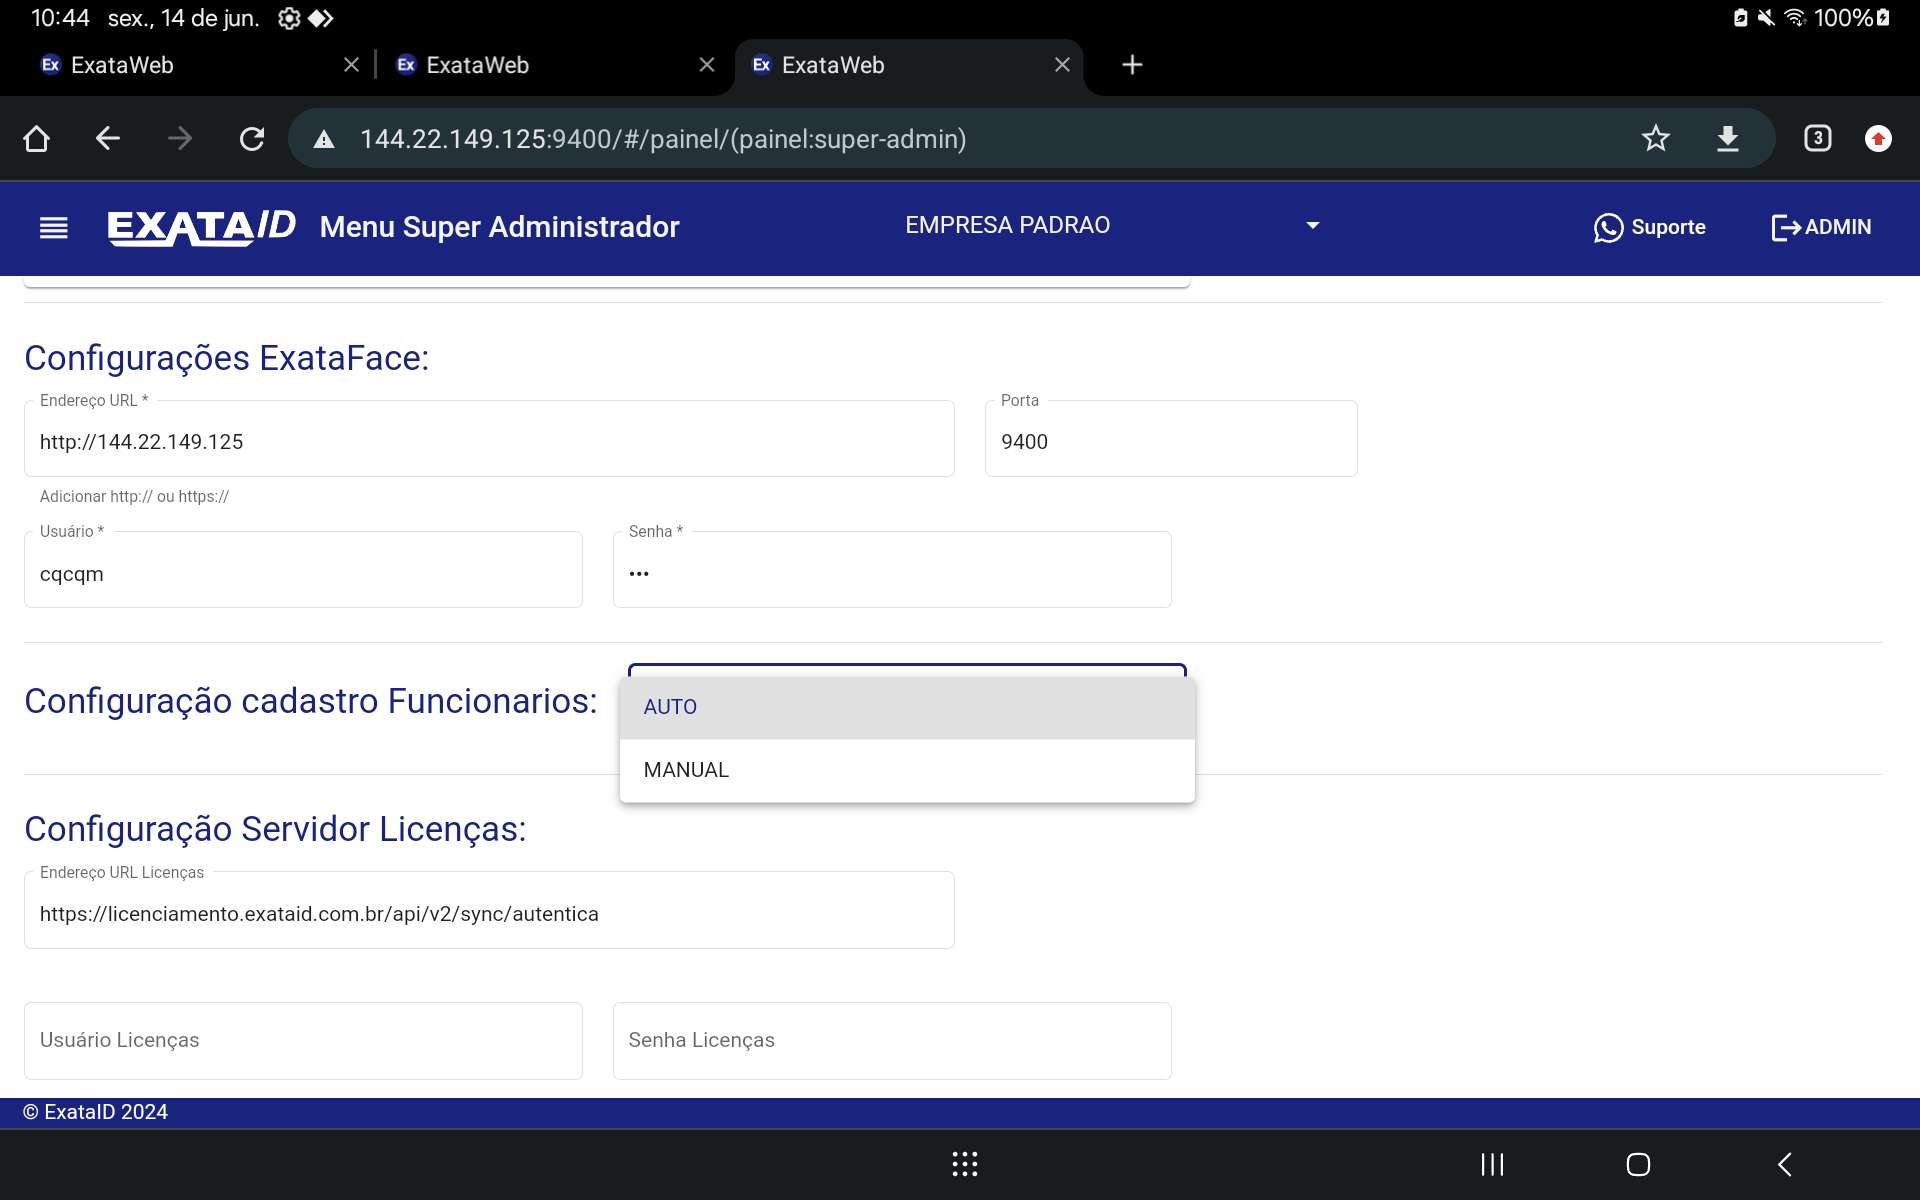 10:44 sex., 14 de jun. 100%
Ex ExataWeb Ex ExataWeb Ex ExataWeb
144.22.149.125:9400/#/painel/(painel:super-admin) 3
EXATAID Menu Super Administrador EMPRESA PADRAO Suporte ADMIN
Configurações ExataFace:
Endereço URL * Porta
http://144.22.149.125 9400
Adicionar http:// ou https://
Usuário * Senha *
cqcqm •••
Configuração cadastro Funcionarios: AUTO
MANUAL
Configuração Servidor Licenças:
Endereço URL Licenças
https://licenciamento.exataid.com.br/api/v2/sync/autentica
Usuário Licenças Senha Licenças
© ExataID 2024